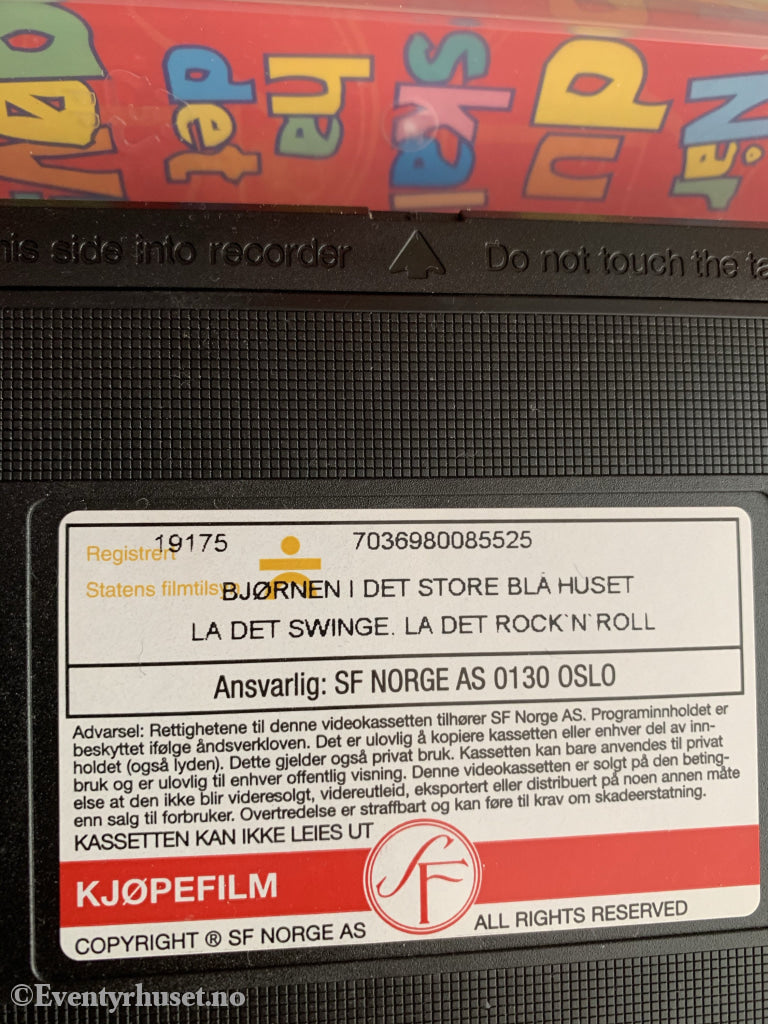 Når du skal ha det
his side into recorder Do not touch the ta
Registrert 19175 7036980085525
Statens filmtilsyn BJØRNEN I DET STORE BLÅ HUSET
LA DET SWINGE. LA DET ROCK`N`ROLL
Ansvarlig: SF NORGE AS 0130 OSLO
Advarsel: Rettighetene til denne videokassetten tilhører SF Norge AS. Programinnholdet er
beskyttet ifølge åndsverkloven. Det er ulovlig å kopiere kassetten eller enhver del av inn-
holdet (også lyden). Dette gjelder også privat bruk. Kassetten kan bare anvendes til privat
bruk og er ulovlig til enhver offentlig visning. Denne videokassetten er solgt på den beting-
else at den ikke blir videresolgt, videreutleid, eksportert eller distribuert på noen annen måte
enn salg til forbruker. Overtredelse er straffbart og kan føre til krav om skadeerstatning.
KASSETTEN KAN IKKE LEIES UT
KJØPEFILM
SF
COPYRIGHT ® SF NORGE AS ALL RIGHTS RESERVED
©Eventyrhuset.no